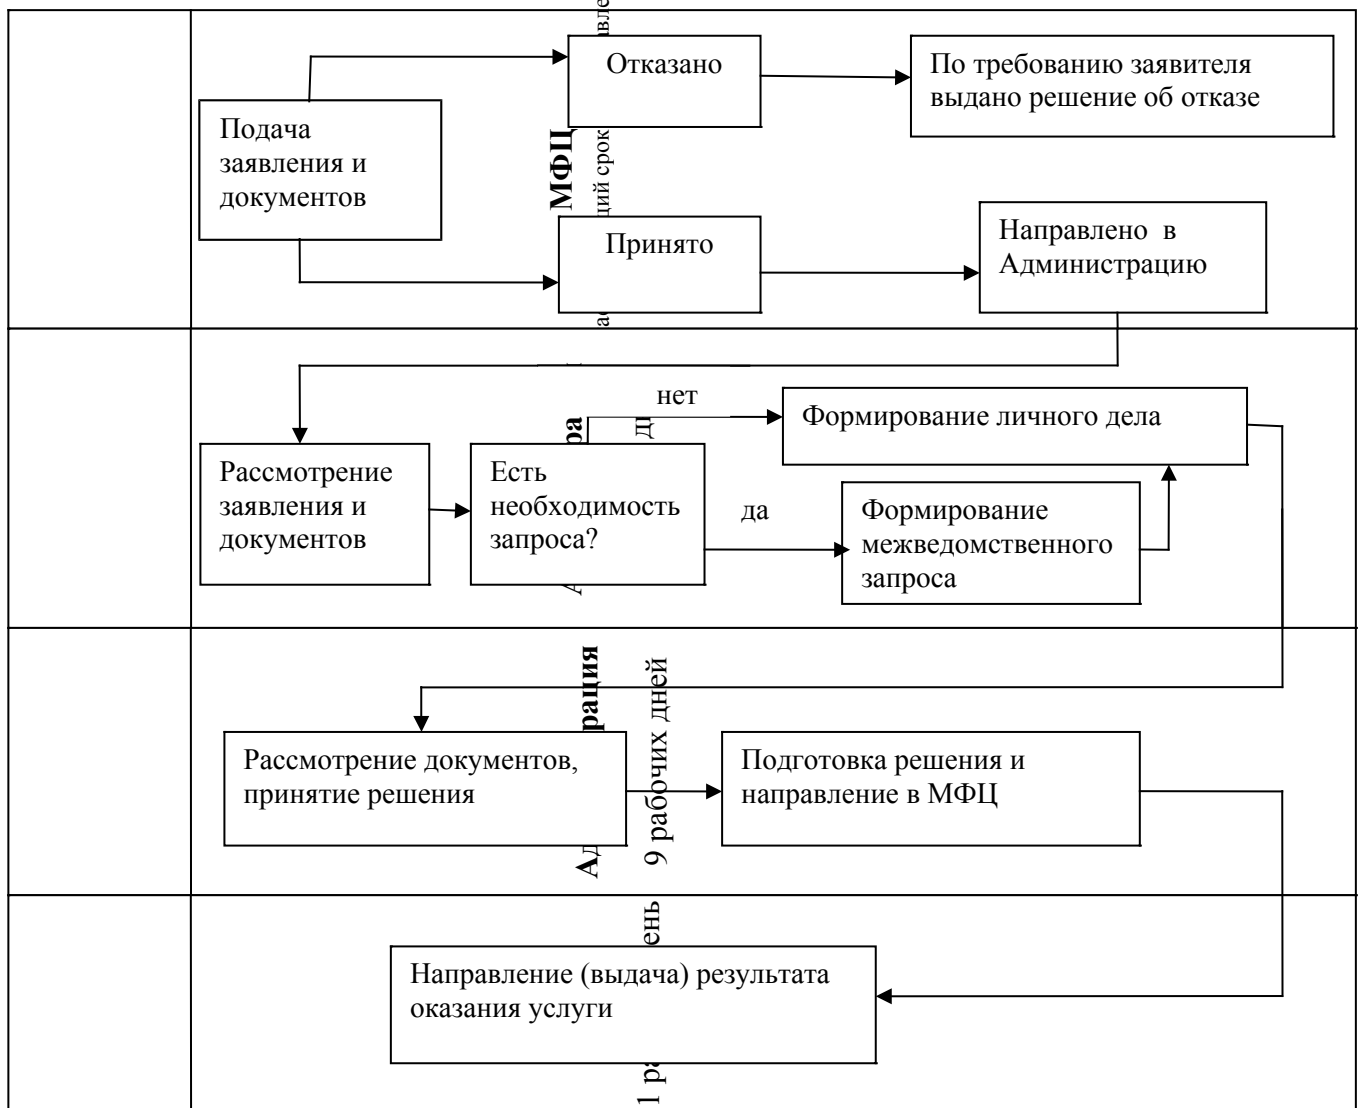 Отказано
По требованию заявителя
выдано решение об отказе
Подача
заявления и
документов
МФЦ
срок
Принято
Направлено в
Администрацию
нет
Формирование личного дела
Рассмотрение
заявления и
документов
Есть
необходимость
запроса?
да
Формирование
межведомственного
запроса
9 рабочих дней
Рассмотрение документов,
принятие решения
Подготовка решения и
направление в МФЦ
1
Направление (выдача) результата
оказания услуги